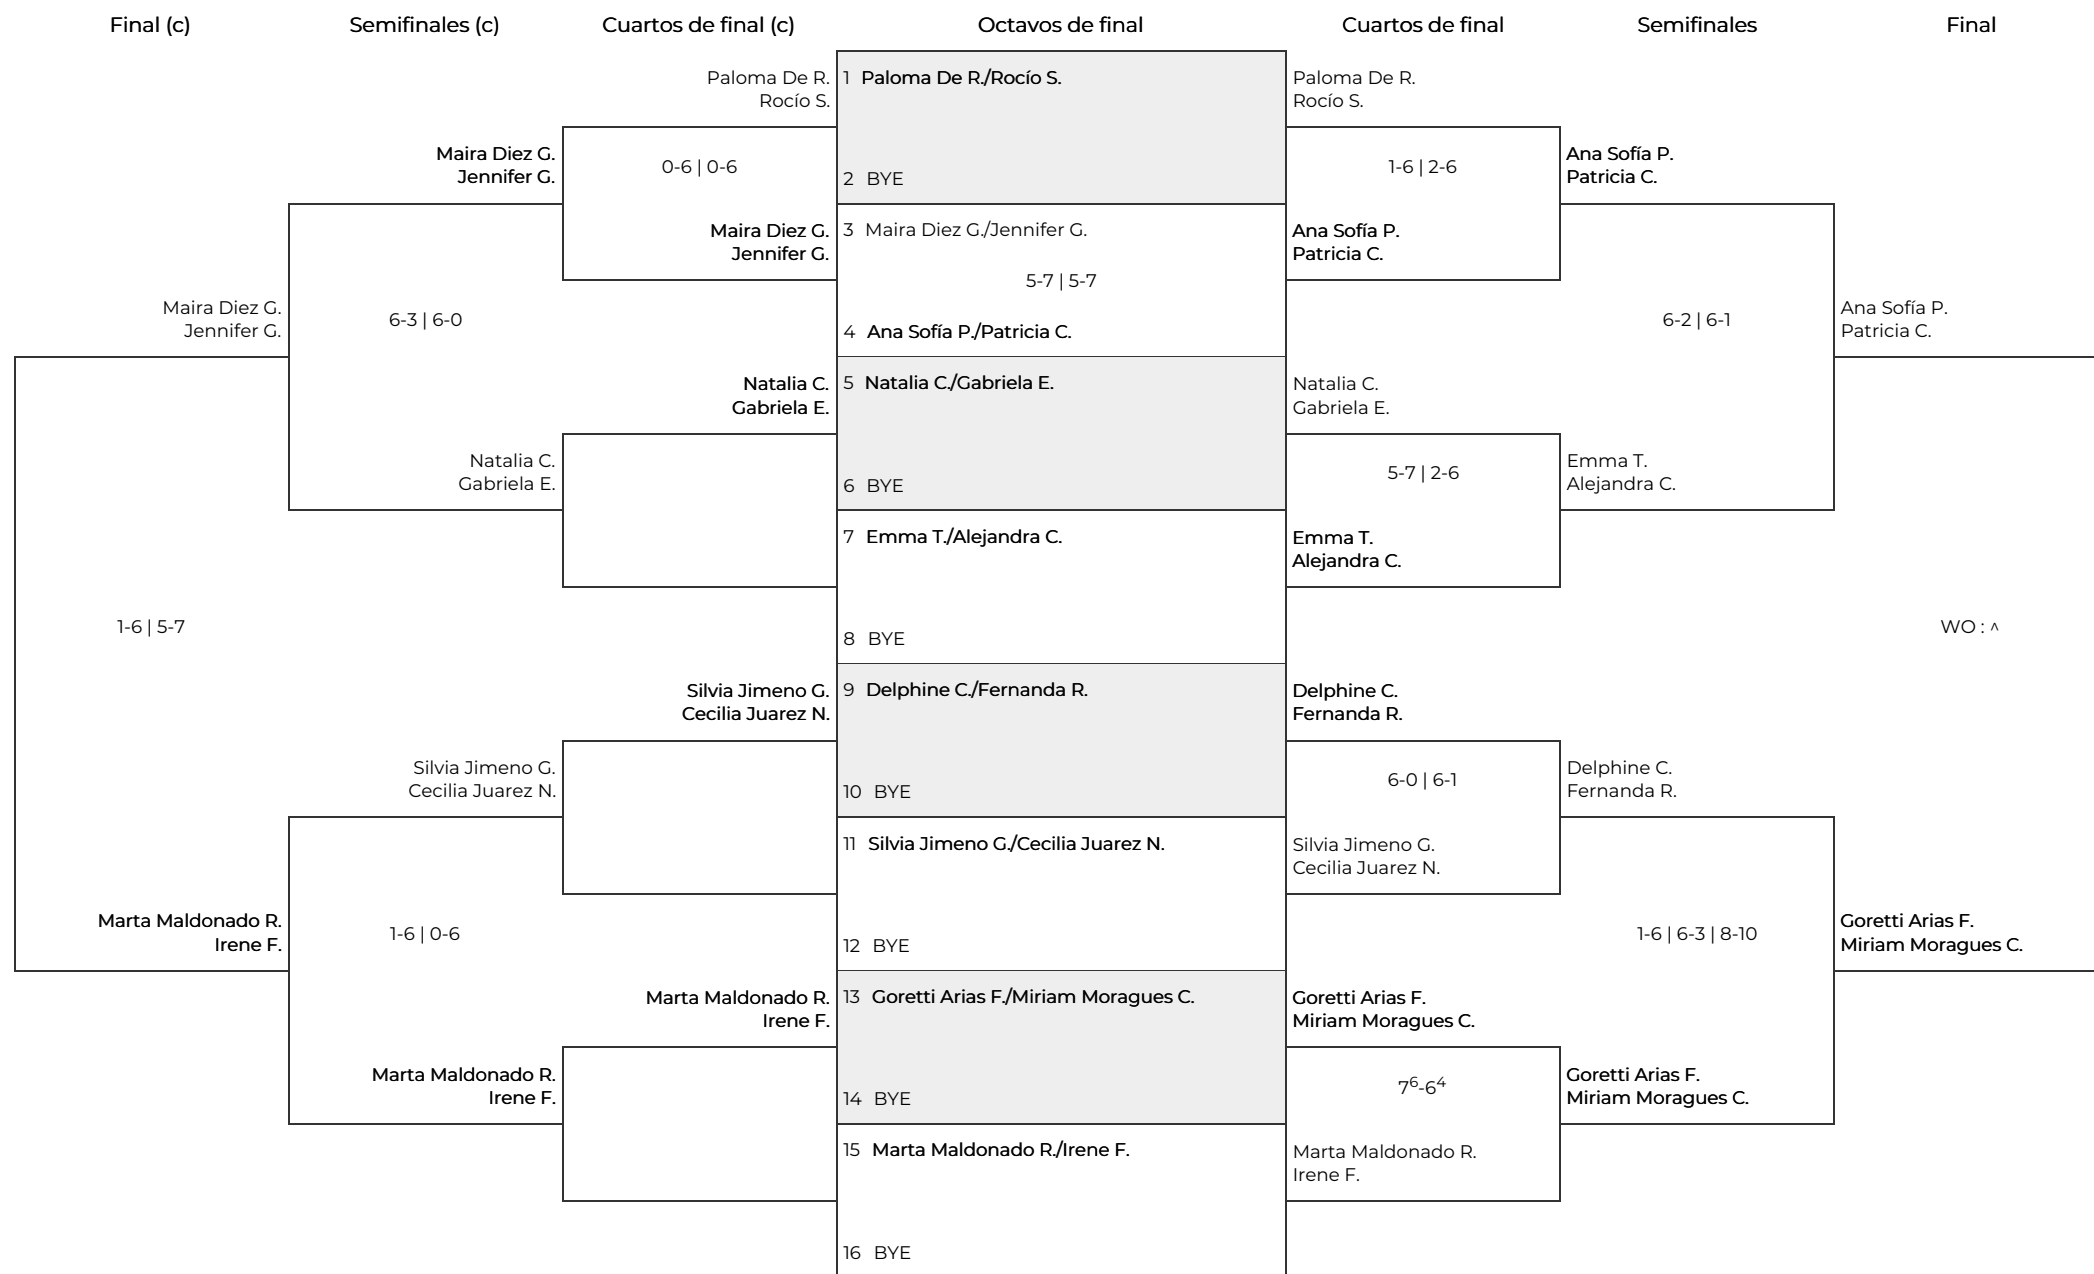 Final (c)
Semifinales (c)
Cuartos de final (c)
Octavos de final
Cuartos de final
Semifinales
Final
Maira Diez G.
Jennifer G.
1-6 | 5-7
Marta Maldonado R.
Irene F.
Maira Diez G.
Jennifer G.
6-3 | 6-0
Natalia C.
Gabriela E.
Silvia Jimeno G.
Cecilia Juarez N.
1-6 | 0-6
Marta Maldonado R.
Irene F.
Paloma De R.
Rocío S.
0-6 | 0-6
Maira Diez G.
Jennifer G.
Natalia C.
Gabriela E.
Silvia Jimeno G.
Cecilia Juarez N.
Marta Maldonado R.
Irene F.
1 Paloma De R./Rocío S.
2 BYE
3 Maira Diez G./Jennifer G.
5-7 | 5-7
4 Ana Sofía P./Patricia C.
5 Natalia C./Gabriela E.
6 BYE
7 Emma T./Alejandra C.
8 BYE
9 Delphine C./Fernanda R.
10 BYE
11 Silvia Jimeno G./Cecilia Juarez N.
12 BYE
13 Goretti Arias F./Miriam Moragues C.
14 BYE
15 Marta Maldonado R./Irene F.
16 BYE
Paloma De R.
Rocío S.
1-6 | 2-6
Ana Sofía P.
Patricia C.
Natalia C.
Gabriela E.
5-7 | 2-6
Emma T.
Alejandra C.
Delphine C.
Fernanda R.
6-0 | 6-1
Silvia Jimeno G.
Cecilia Juarez N.
Goretti Arias F.
Miriam Moragues C.
7⁶-6⁴
Marta Maldonado R.
Irene F.
Ana Sofía P.
Patricia C.
6-2 | 6-1
Emma T.
Alejandra C.
Delphine C.
Fernanda R.
1-6 | 6-3 | 8-10
Goretti Arias F.
Miriam Moragues C.
Ana Sofía P.
Patricia C.
WO : ^
Goretti Arias F.
Miriam Moragues C.